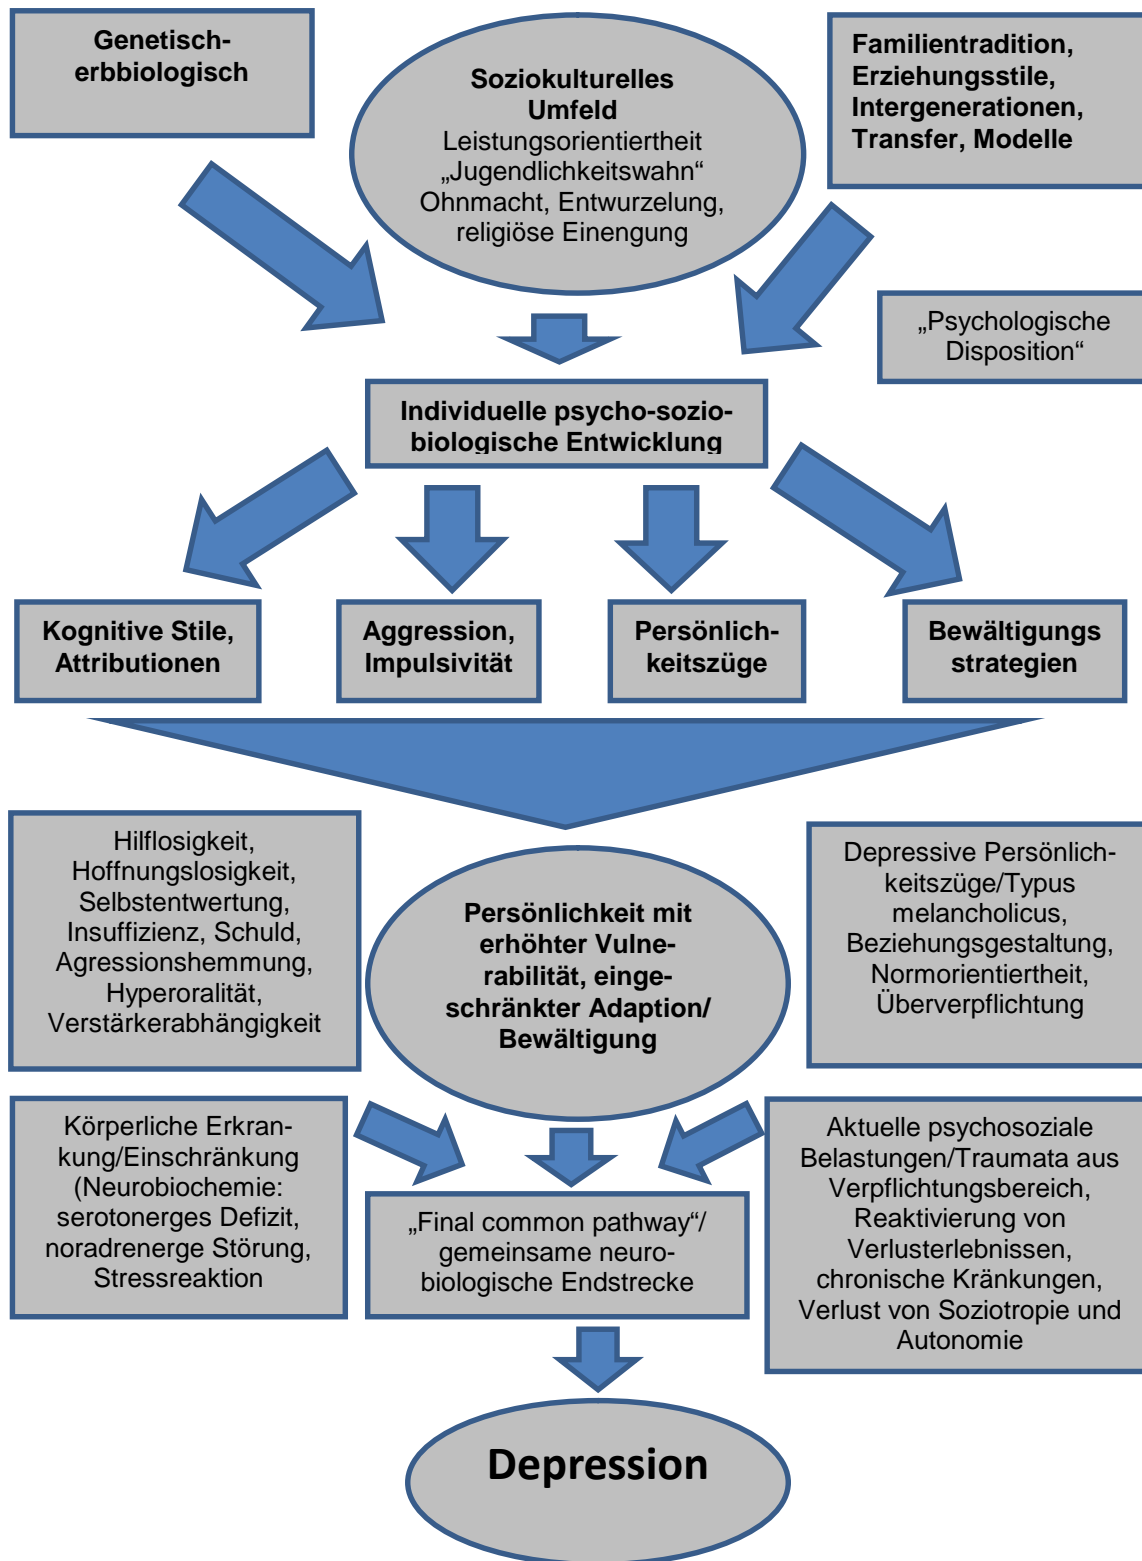 Genetisch-
erbbiologisch
Soziokulturelles
Umfeld
Leistungsorientiertheit
„Jugendlichkeitswahn“
Ohnmacht, Entwurzelung,
religiöse Einengung
Familientradition,
Erziehungsstile,
Intergenerationen,
Transfer, Modelle
„Psychologische
Disposition“
Individuelle psycho-sozio-
biologische Entwicklung
Kognitive Stile,
Attributionen
Aggression,
Impulsivität
Persönlich-
keitszüge
Bewältigungs
strategien
Hilflosigkeit,
Hoffnungslosigkeit,
Selbstentwertung,
Insuffizienz, Schuld,
Agressionshemmung,
Hyperoralität,
Verstärkerabhängigkeit
Persönlichkeit mit
erhöhter Vulne-
rabilität, einge-
schränkter Adaption/
Bewältigung
Depressive Persönlich-
keitszüge/Typus
melancholicus,
Beziehungsgestaltung,
Normorientiertheit,
Überverpflichtung
Körperliche Erkran-
kung/Einschränkung
(Neurobiochemie:
serotonerges Defizit,
noradrenerge Störung,
Stressreaktion
„Final common pathway“/
gemeinsame neuro-
biologische Endstrecke
Aktuelle psychosoziale
Belastungen/Traumata aus
Verpflichtungsbereich,
Reaktivierung von
Verlusterlebnissen,
chronische Kränkungen,
Verlust von Soziotropie und
Autonomie
Depression